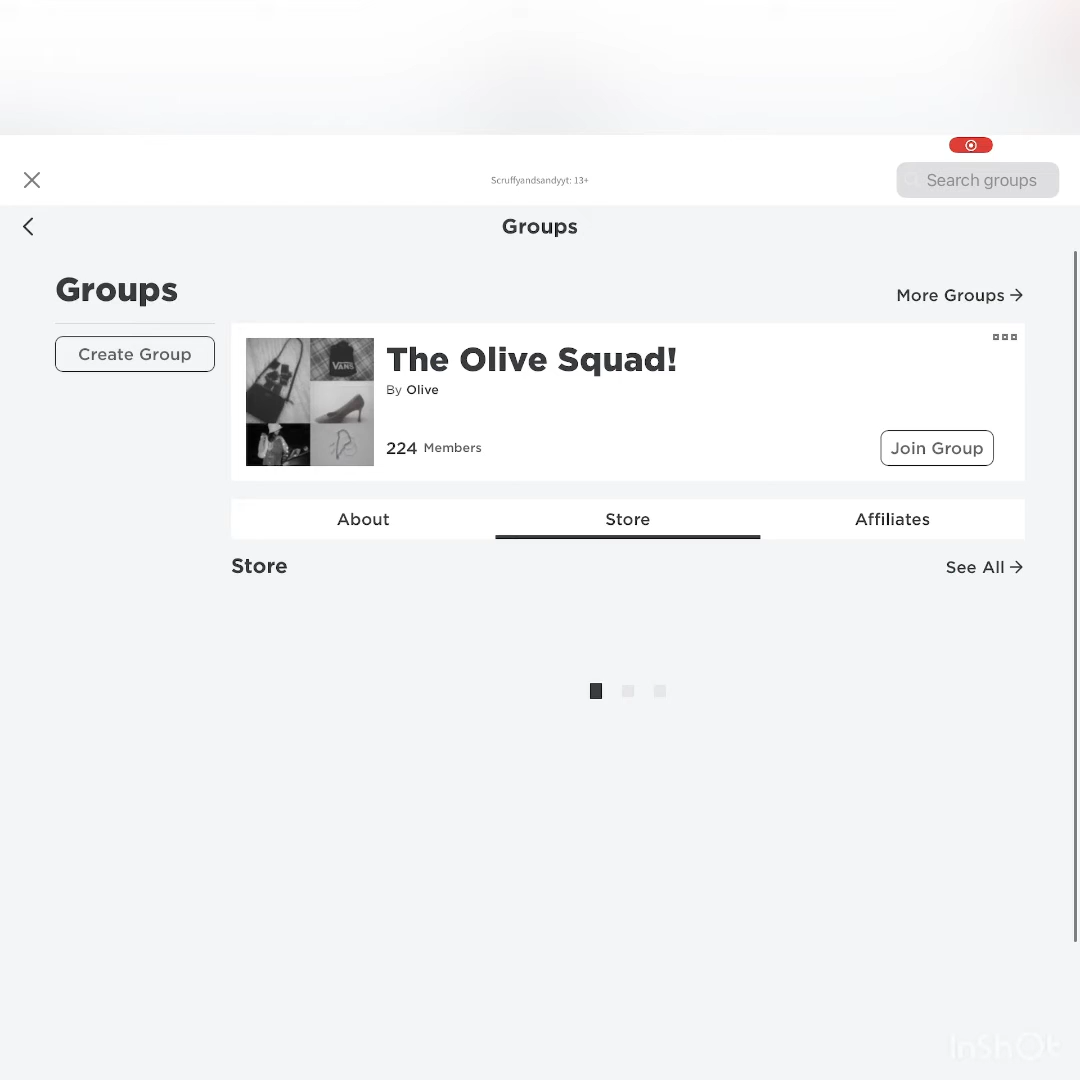 Scruffyandsandyyt: 13+
Search groups
Groups
Groups
More Groups →
Create Group
VANS
The Olive Squad!
By Olive
224 Members
Join Group
About
Store
Affiliates
Store
See All →
InShOt